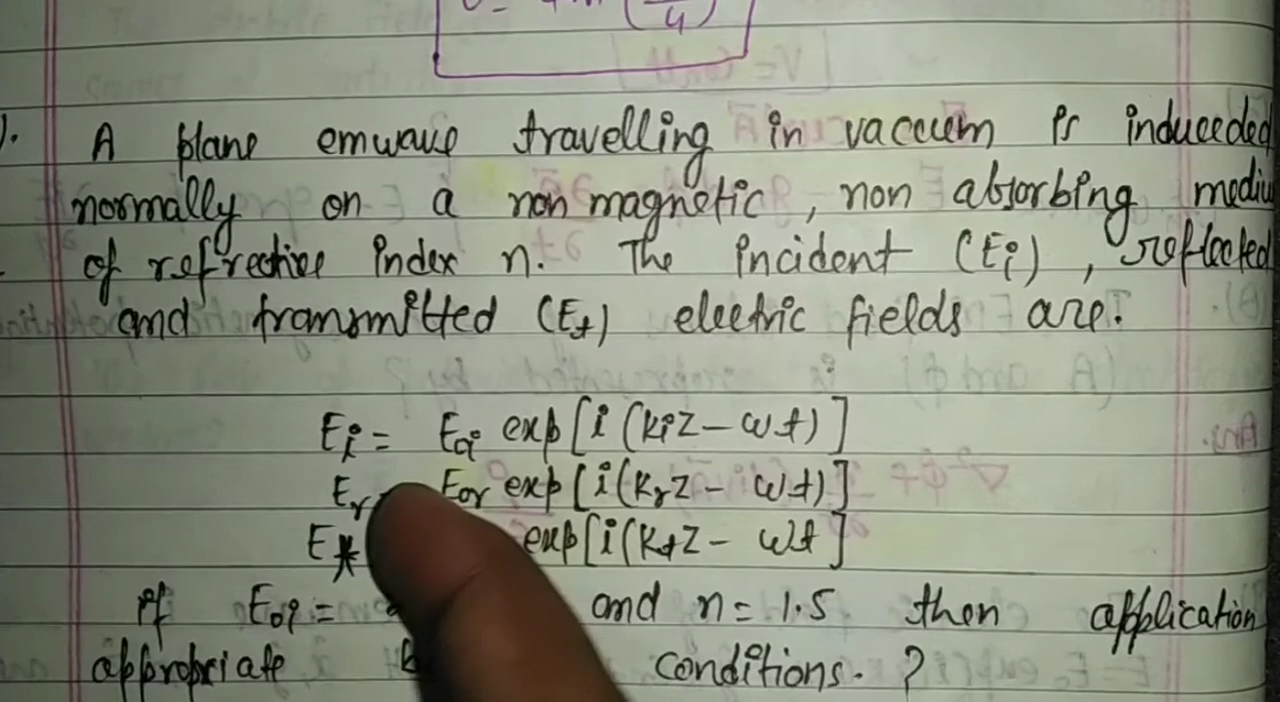 ). A plane emwave travelling in vaccum is induceded
normally on a non magnetic, non absorbing mediu
of refrective index n. The incident (Ei), reflected
and transmitted (Et) electric fields are:
Ei = Eoi exp[i(kiz - ωt)]
Er = Eor exp[i(krz - ωt)]
Et exp[i(ktz - ωt]
if Eoi = and n = 1.5 then application
appropriate conditions. ?
Ans.